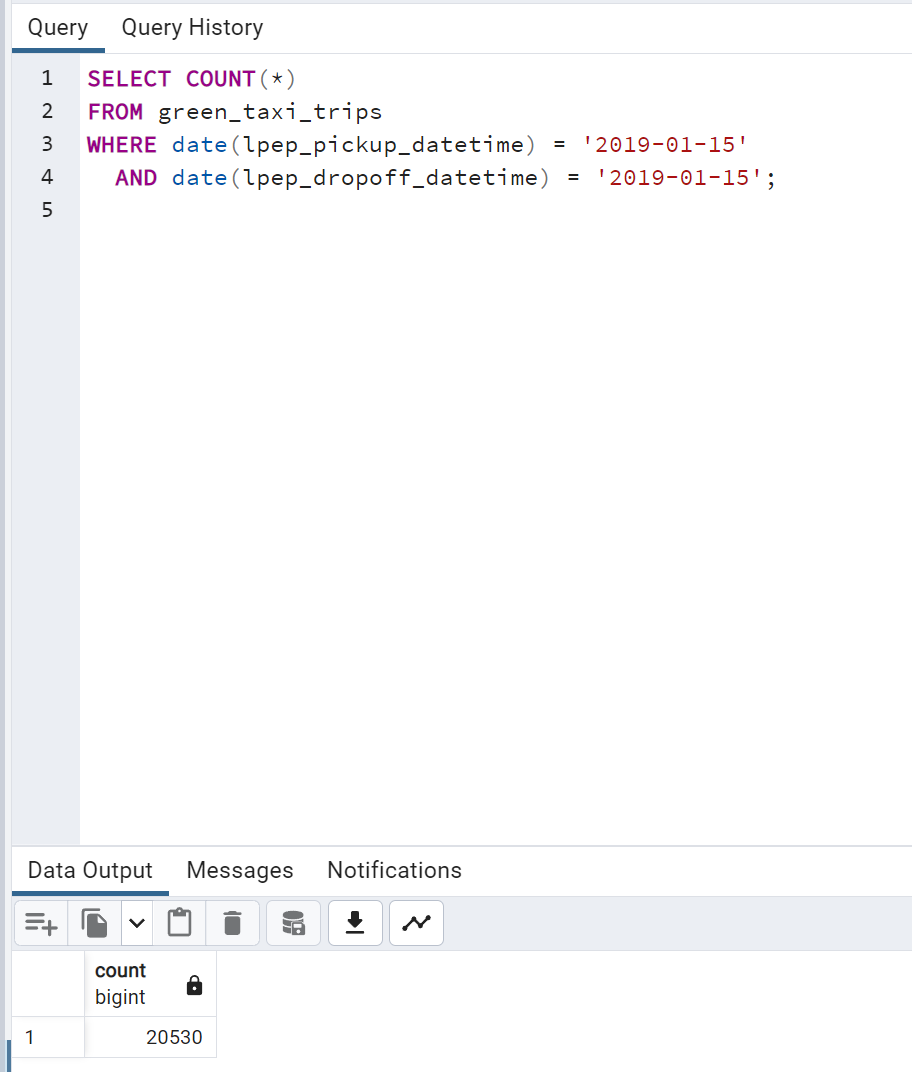 Query Query History
1 SELECT COUNT(*)
2 FROM green_taxi_trips
3 WHERE date(lpep_pickup_datetime) = '2019-01-15'
4   AND date(lpep_dropoff_datetime) = '2019-01-15';
5
Data Output Messages Notifications
count
bigint
1 20530